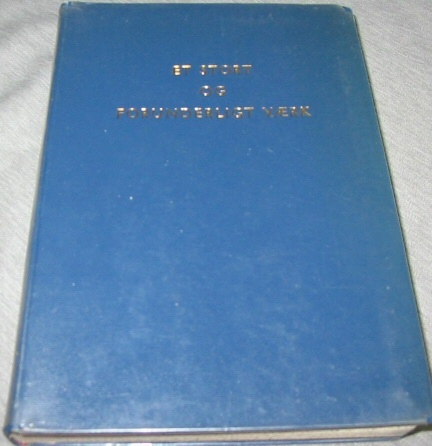 ET STORT
OG
FORUNDERLIGT VÆRK